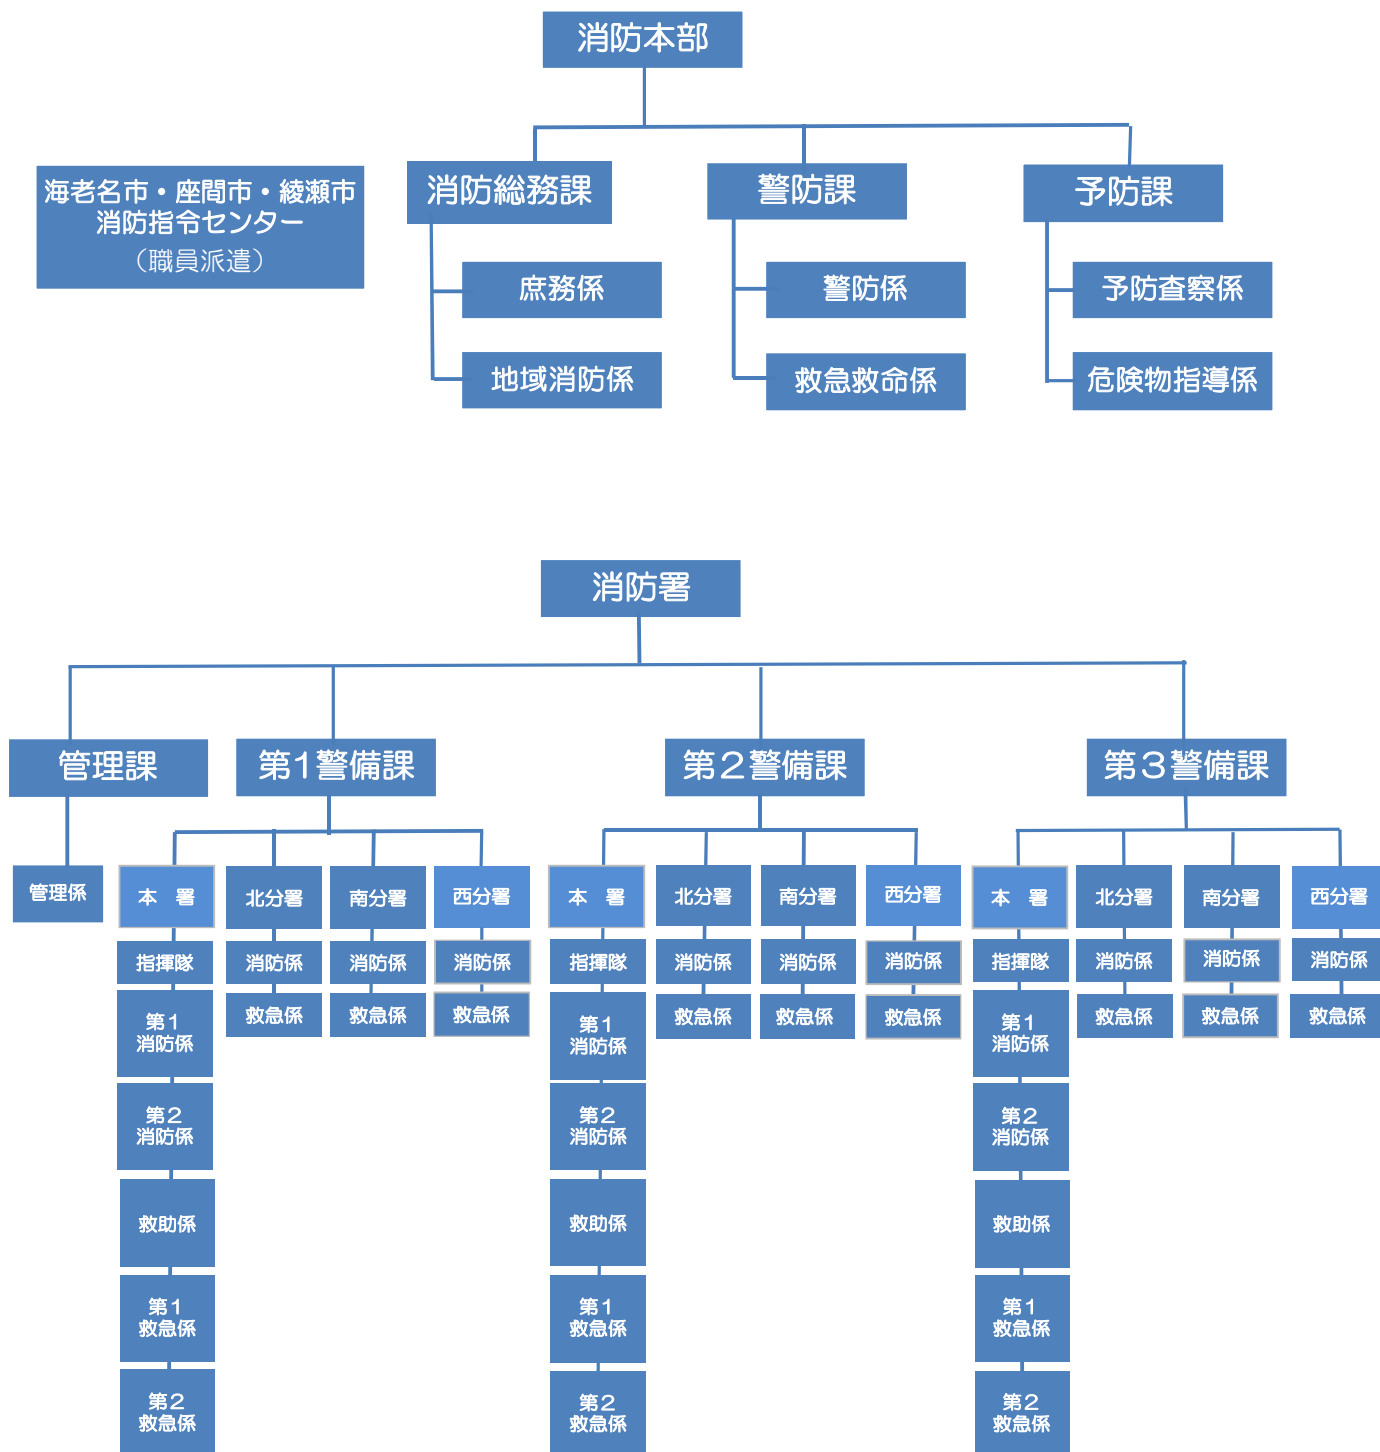 消防本部
海老名市・座間市・綾瀬市
消防指令センター
（職員派遣）
消防総務課
警防課
予防課
庶務係
警防係
予防査察係
地域消防係
救急救命係
危険物指導係
消防署
管理課
第1警備課
第２警備課
第３警備課
管理係
本　署
北分署
南分署
西分署
本　署
北分署
南分署
西分署
本　署
北分署
南分署
西分署
指揮隊
消防係
消防係
消防係
指揮隊
消防係
消防係
消防係
指揮隊
消防係
消防係
消防係
第1
消防係
救急係
救急係
救急係
第1
消防係
救急係
救急係
救急係
第1
消防係
救急係
救急係
救急係
第２
消防係
第２
消防係
第２
消防係
救助係
救助係
救助係
第1
救急係
第1
救急係
第1
救急係
第２
救急係
第２
救急係
第２
救急係